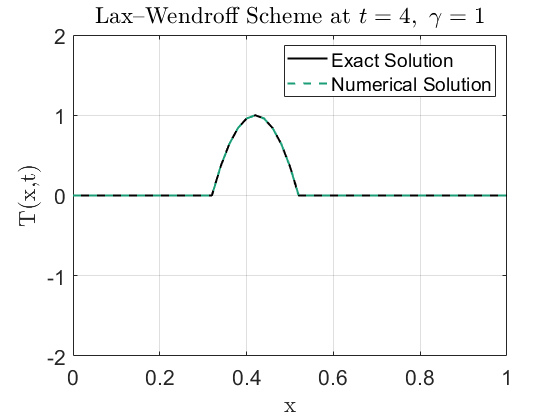 Lax–Wendroff Scheme at t = 4, γ = 1
Exact Solution
Numerical Solution
T(x,t)
2
1
0
-1
-2
0 0.2 0.4 0.6 0.8 1
x